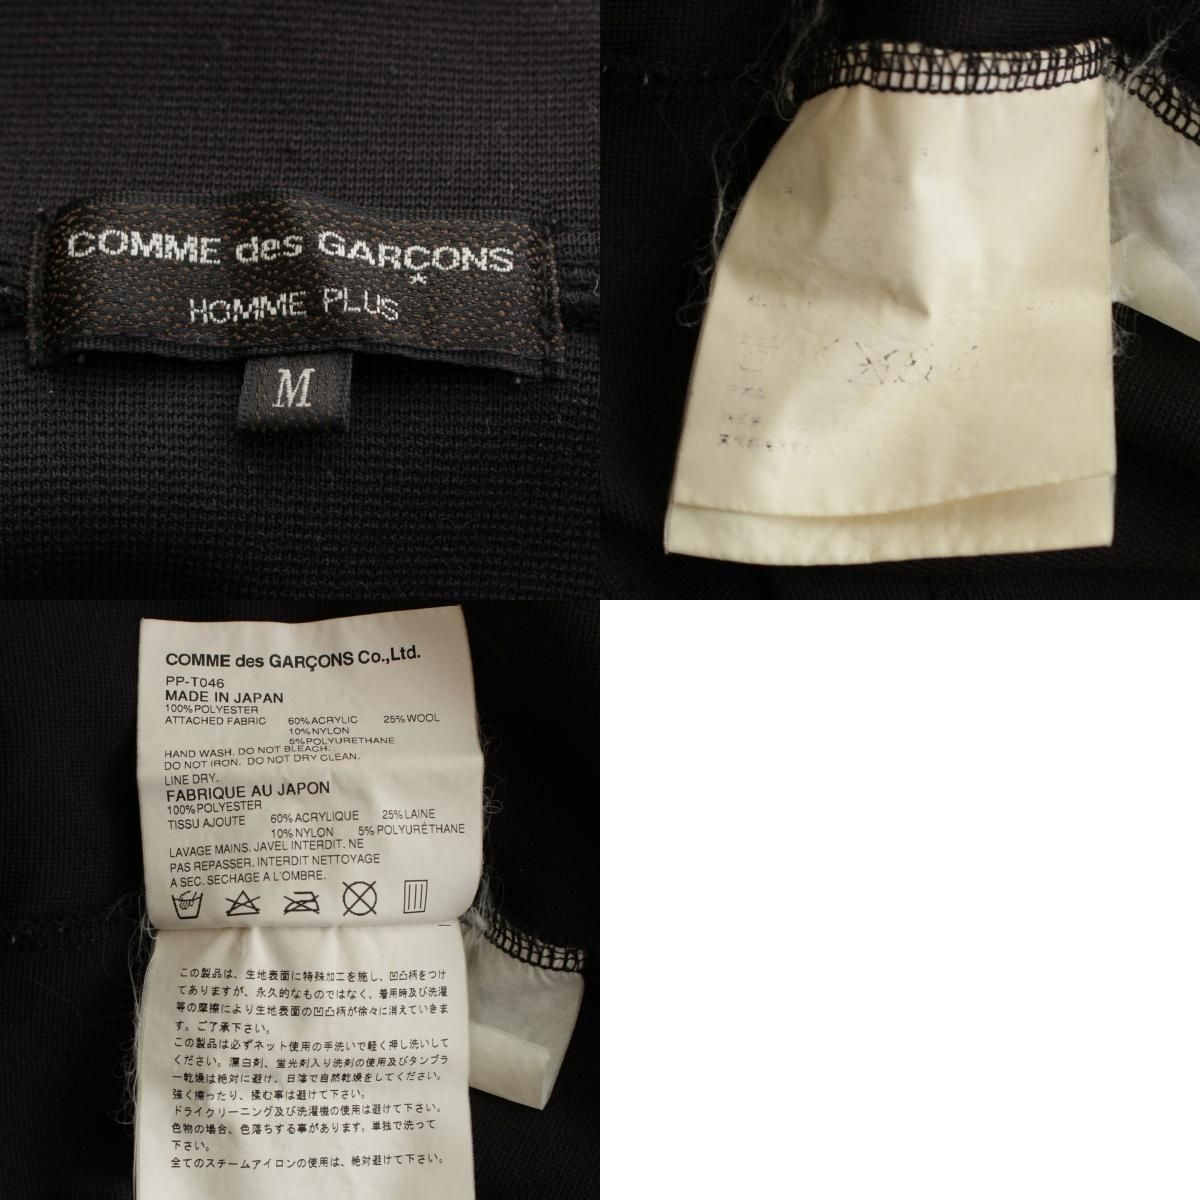 COMME des GARÇONS
HOMME PLUS
M
COMME des GARÇONS Co.,Ltd.
PP-T046
MADE IN JAPAN
100%POLYESTER
ATTACHED FABRIC 60%ACRYLIC 25%WOOL
10%NYLON
5%POLYURETHANE
HAND WASH. DO NOT BLEACH.
DO NOT IRON. DO NOT DRY CLEAN.
LINE DRY.
FABRIQUE AU JAPON
100%POLYESTER
TISSU AJOUTE 60%ACRYLIQUE 25%LAINE
10%NYLON 5%POLYURÉTHANE
LAVAGE MAINS. JAVEL INTERDIT. NE
PAS REPASSER. INTERDIT NETTOYAGE
A SEC. SECHAGE A L'OMBRE.
この製品は、生地表面に特殊加工を施し、凹凸柄をつけ
てありますが、永久的なものではなく、着用時及び洗濯
等の摩擦により生地表面の凹凸柄が徐々に消えていきま
す。ご了承下さい。
この製品は必ずネット使用の手洗いで軽く押し洗いして
ください。漂白剤、蛍光剤入り洗剤の使用及びタンブラ
ー乾燥は絶対に避け、日陰で自然乾燥をしてください。
強く擦ったり、揉む事は避けて下さい。
ドライクリーニング及び洗濯機の使用は避けて下さい。
色物の場合、色落ちする事があります。単独で洗って
下さい。
全てのスチームアイロンの使用は、絶対避けて下さい。